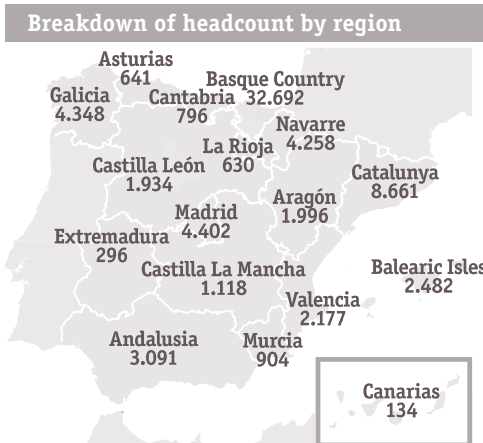 Breakdown of headcount by region
Asturias
641
Basque Country
32.692
Galicia
4.348
Cantabria
796
Navarre
4.258
La Rioja
630
Castilla León
1.934
Catalunya
8.661
Aragón
1.996
Madrid
4.402
Extremadura
296
Castilla La Mancha
1.118
Balearic Isles
2.482
Valencia
2.177
Andalusia
3.091
Murcia
904
Canarias
134